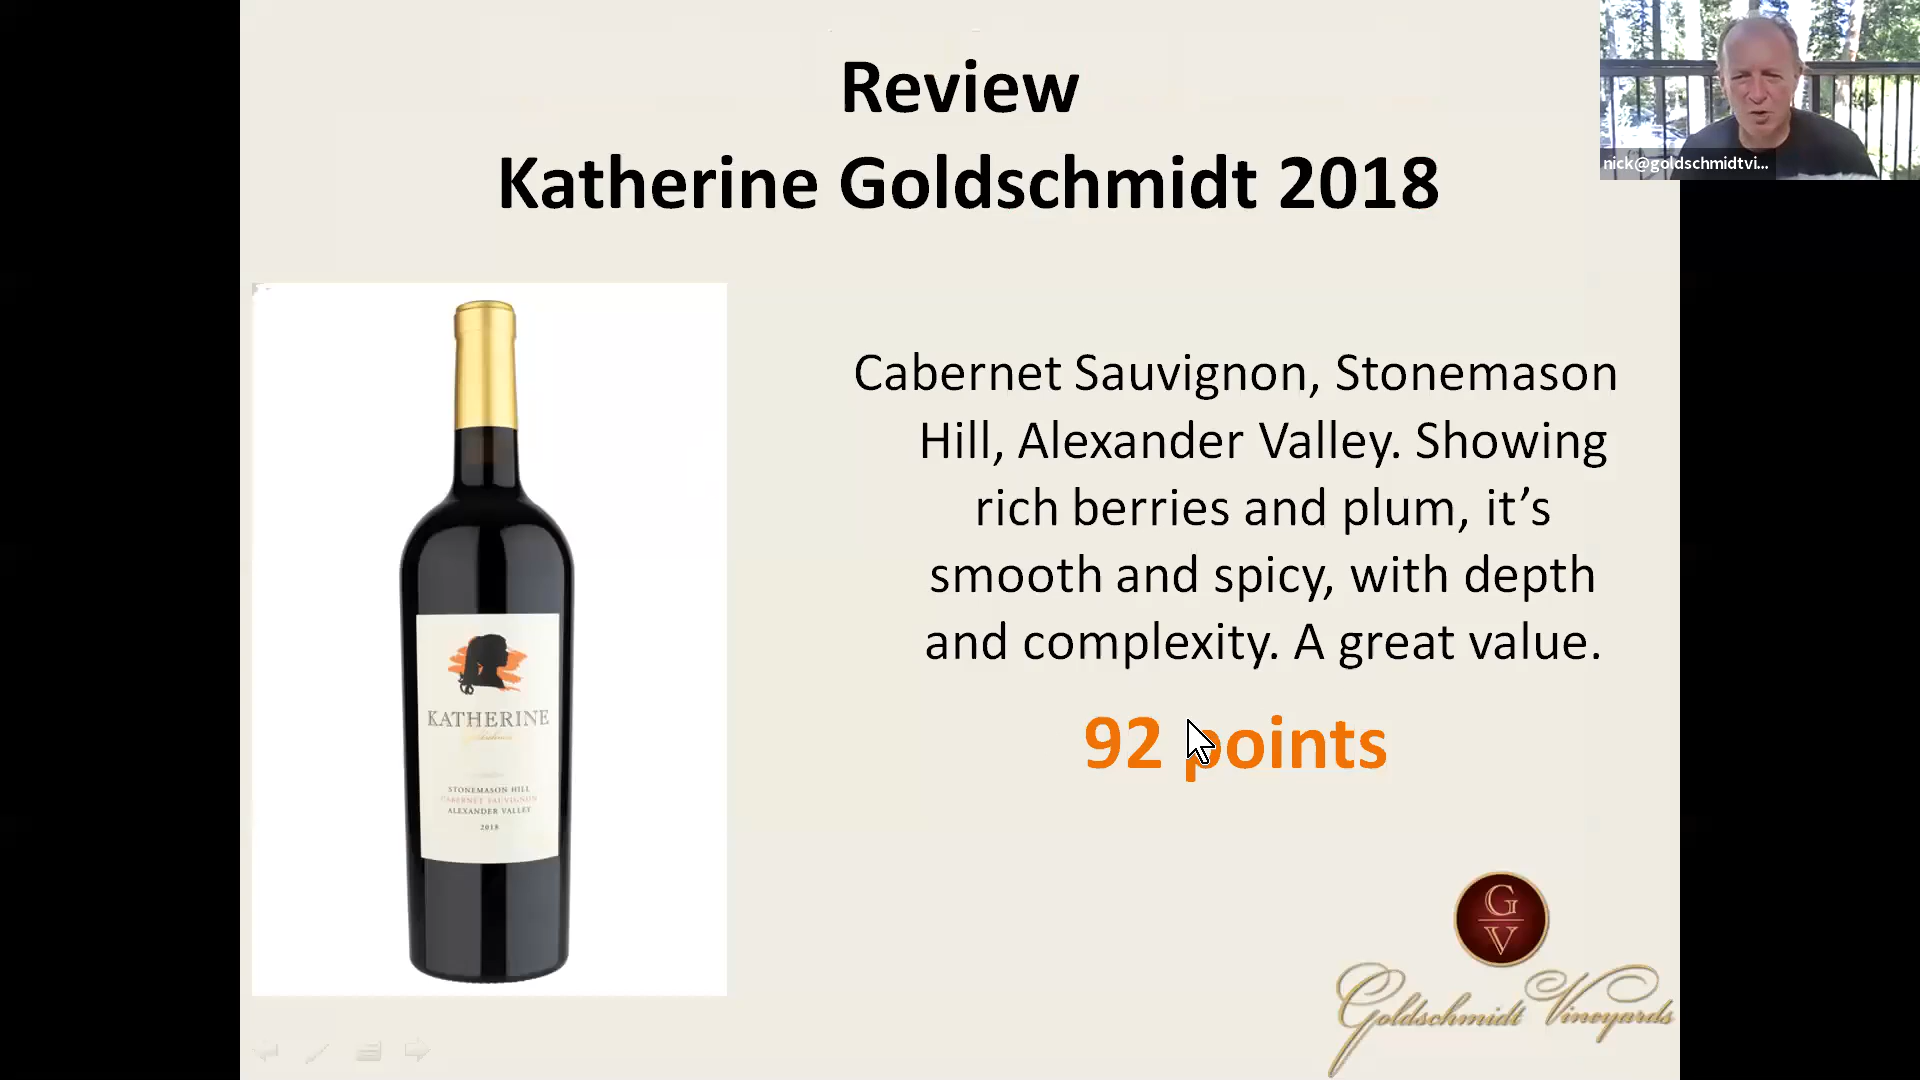 Review
Katherine Goldschmidt 2018
nick@goldschmidtvi...
Cabernet Sauvignon, Stonemason
Hill, Alexander Valley. Showing
rich berries and plum, it’s
smooth and spicy, with depth
and complexity. A great value.
92 points
KATHERINE
STONEMASON HILL
CABERNET SAUVIGNON
ALEXANDER VALLEY
2018
G
V
Goldschmidt Vineyards